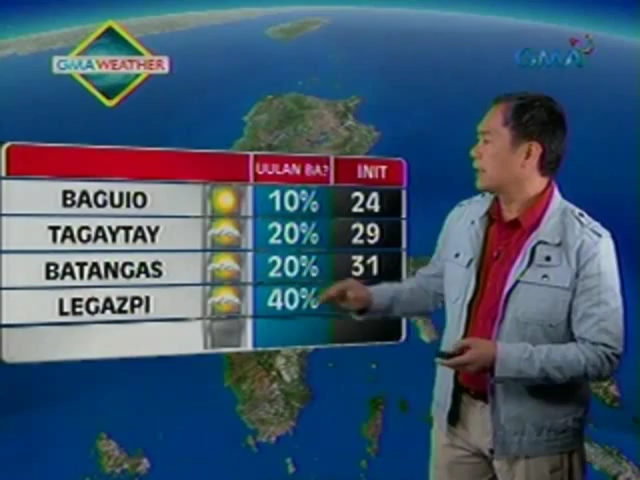 GMA WEATHER
GMA
UULAN BA? INIT
BAGUIO 10% 24
TAGAYTAY 20% 29
BATANGAS 20% 31
LEGAZPI 40%